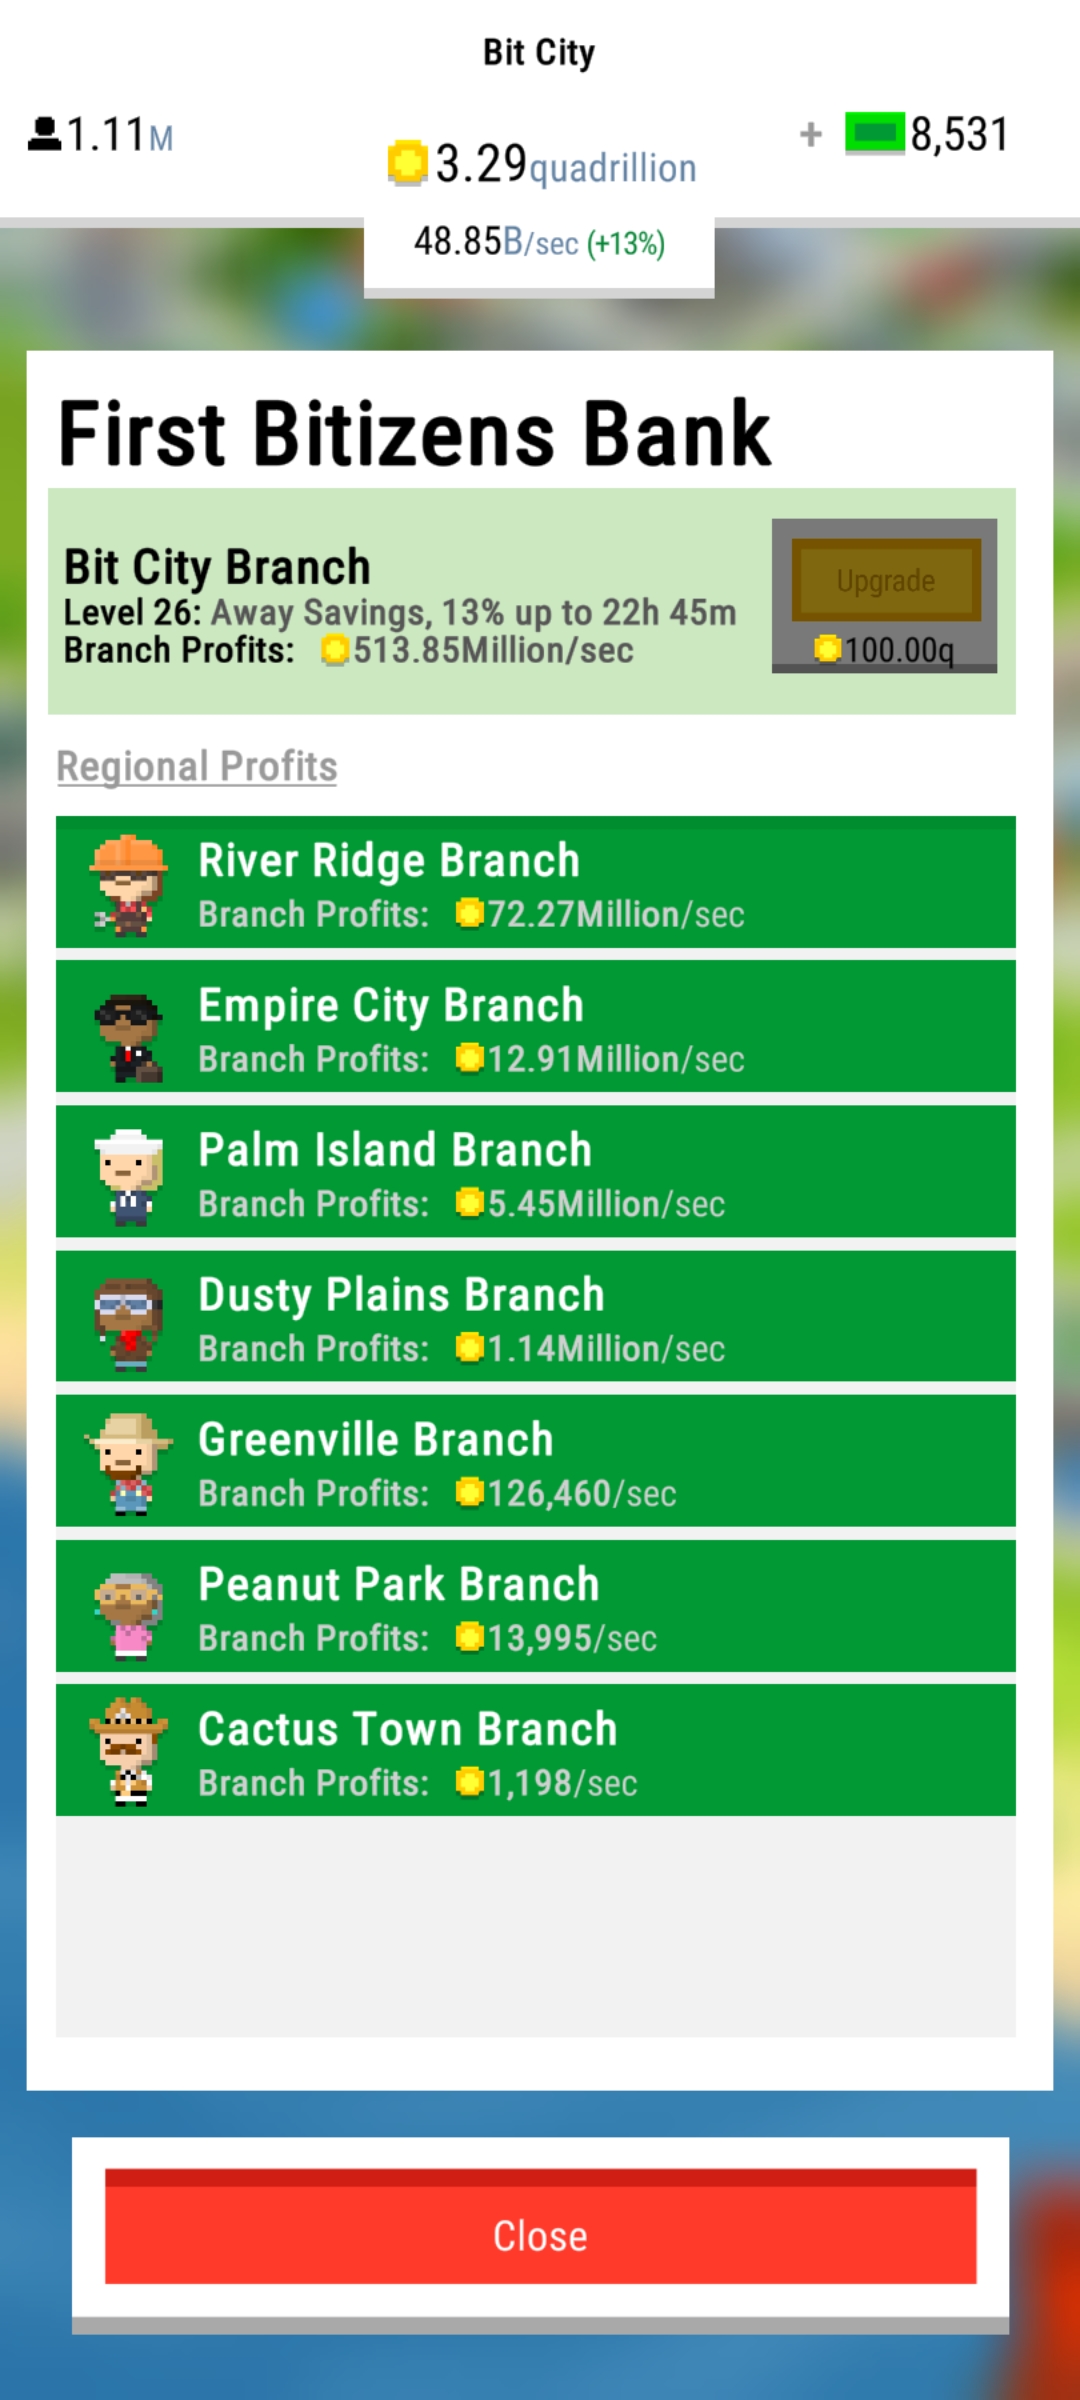 Bit City
1.11M
+ 8,531
3.29quadrillion
48.85B/sec (+13%)
First Bitizens Bank
Bit City Branch
Level 26: Away Savings, 13% up to 22h 45m
Branch Profits: 513.85Million/sec
Upgrade
100.00q
Regional Profits
River Ridge Branch
Branch Profits: 72.27Million/sec
Empire City Branch
Branch Profits: 12.91Million/sec
Palm Island Branch
Branch Profits: 5.45Million/sec
Dusty Plains Branch
Branch Profits: 1.14Million/sec
Greenville Branch
Branch Profits: 126,460/sec
Peanut Park Branch
Branch Profits: 13,995/sec
Cactus Town Branch
Branch Profits: 1,198/sec
Close